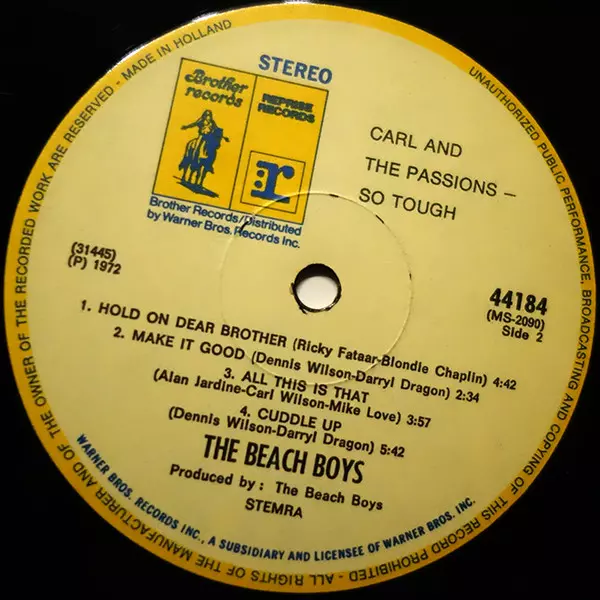 STEREO
Brother
records
REPRISE
RECORDS
r:
Brother Records/Distributed
by Warner Bros. Records Inc.
CARL AND
THE PASSIONS –
SO TOUGH
(31445)
(P) 1972
44184
(MS-2090)
Side 2
1. HOLD ON DEAR BROTHER (Ricky Fataar-Blondie Chaplin) 4:42
2. MAKE IT GOOD (Dennis Wilson-Darryl Dragon) 2:34
3. ALL THIS IS THAT
(Alan Jardine-Carl Wilson-Mike Love) 3:57
4. CUDDLE UP
(Dennis Wilson-Darryl Dragon) 5:42
THE BEACH BOYS
Produced by: The Beach Boys
STEMRA
WARNER BROS. RECORDS INC., A SUBSIDIARY AND LICENSEE OF WARNER BROS. INC.
UNAUTHORIZED PUBLIC PERFORMANCE, BROADCASTING AND COPYING OF THIS RECORD PROHIBITED - ALL RIGHTS OF THE MANUFACTURER AND OF THE OWNER OF THE RECORDED WORK ARE RESERVED - MADE IN HOLLAND